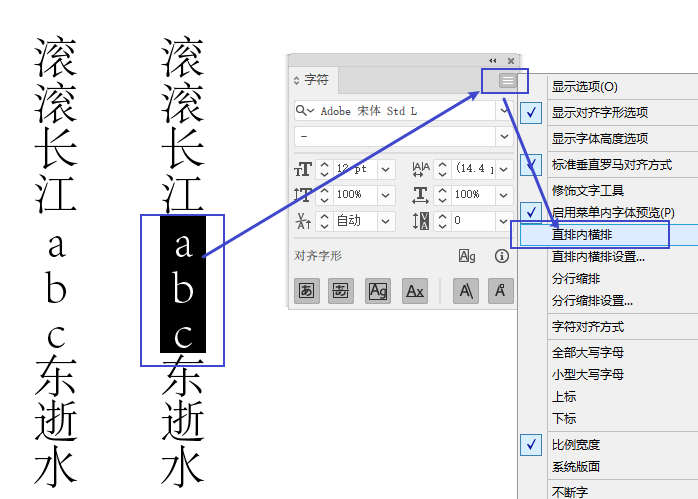 滚滚长江abc东逝水
滚滚长江abc东逝水
字符
Adobe 宋体 Std L
-
12 pt
(14.4 p
100%
100%
自动
0
对齐字形
显示选项(O)
显示对齐字形选项
显示字体高度选项
标准垂直罗马对齐方式
修饰文字工具
启用菜单内字体预览(P)
直排内横排
直排内横排设置...
分行缩排
分行缩排设置...
字符对齐方式
全部大写字母
小型大写字母
上标
下标
比例宽度
系统版面
不断字